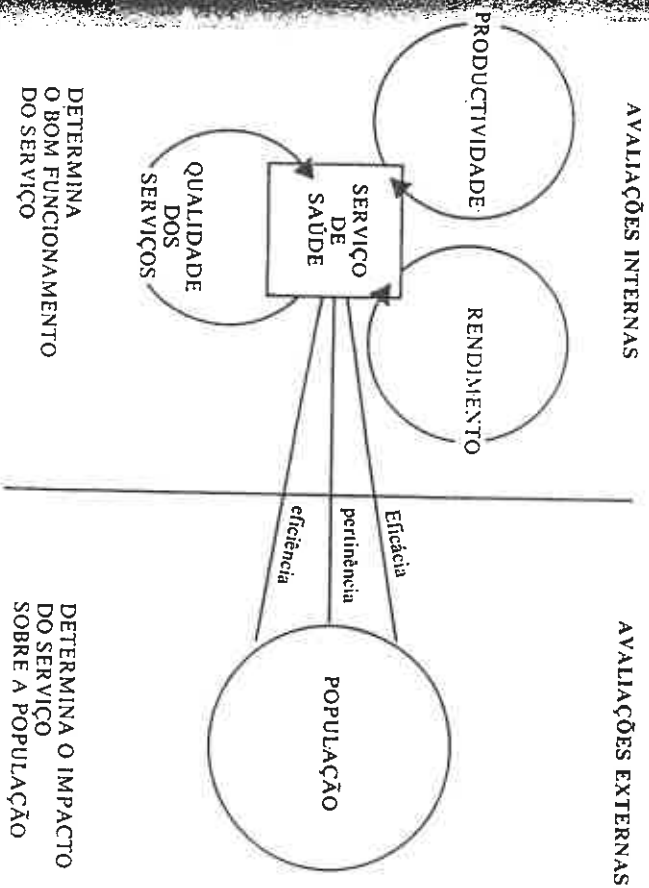 AVALIAÇÕES INTERNAS
AVALIAÇÕES EXTERNAS
PRODUCTIVIDADE
RENDIMENTO
SERVIÇO
DE
SAÚDE
QUALIDADE
DOS
SERVIÇOS
Eficácia
pertinência
eficiência
POPULAÇÃO
DETERMINA
O BOM FUNCIONAMENTO
DO SERVIÇO
DETERMINA O IMPACTO
DO SERVIÇO
SOBRE A POPULAÇÃO